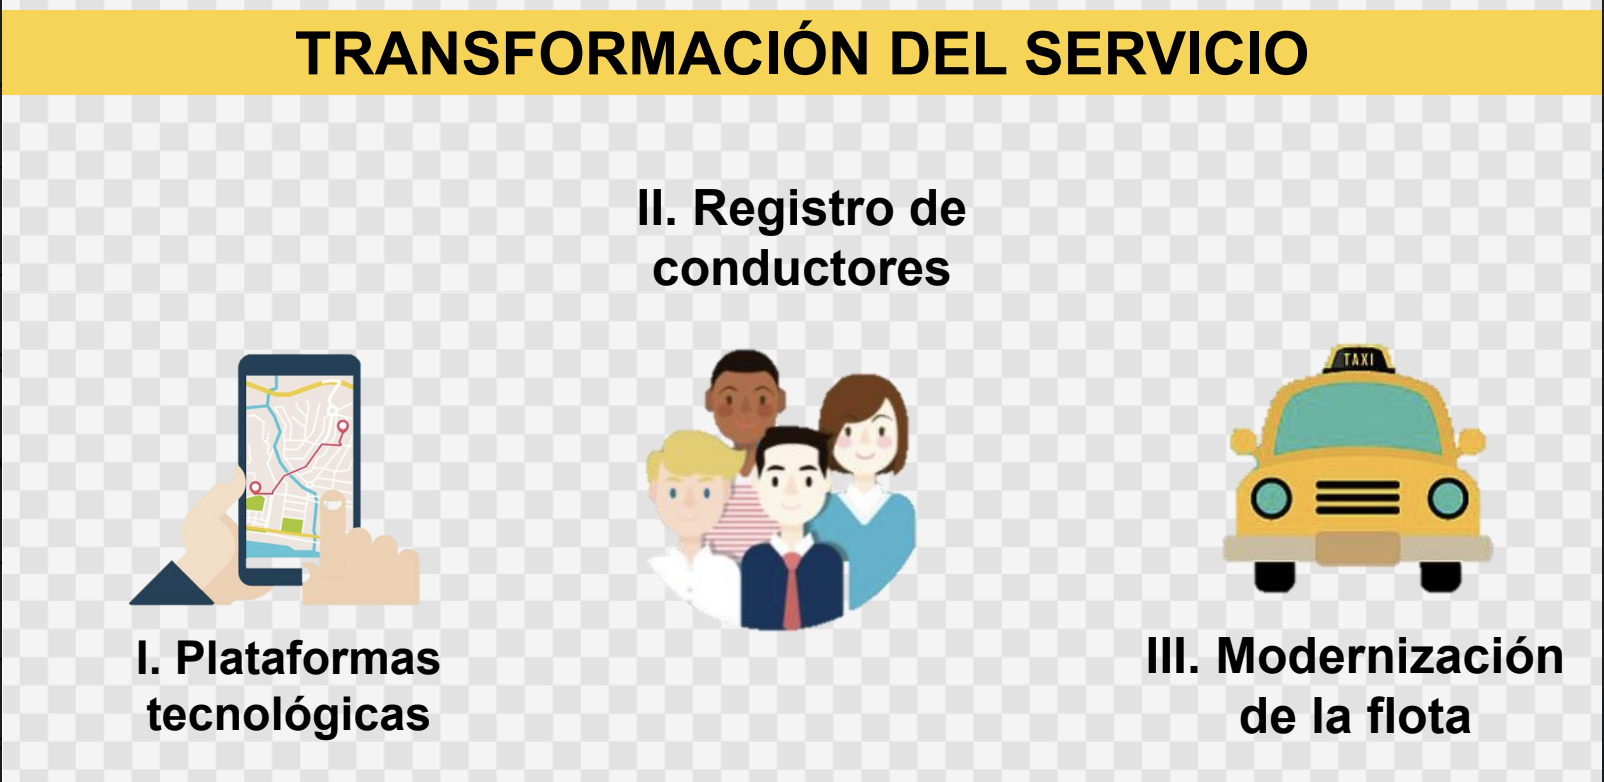 TRANSFORMACIÓN DEL SERVICIO
II. Registro de
conductores
TAXI
I. Plataformas
tecnológicas
III. Modernización
de la flota